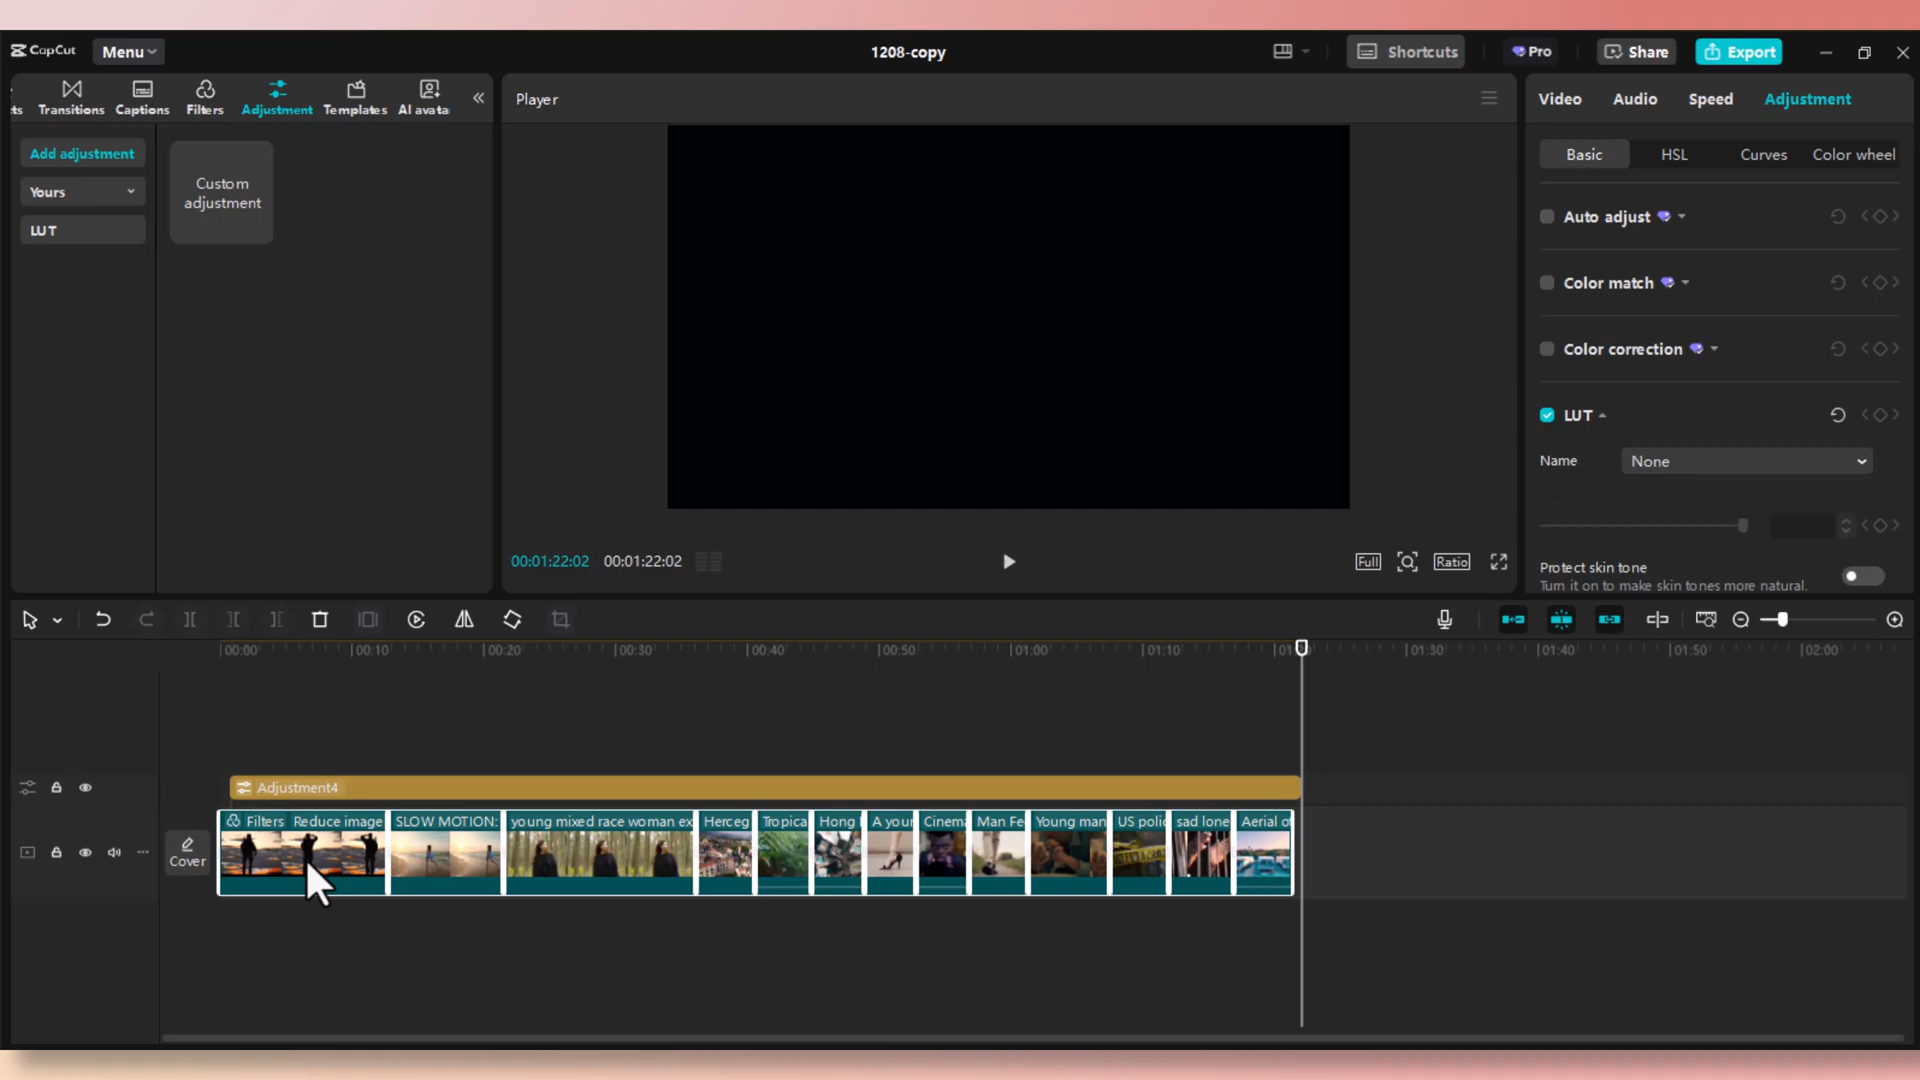 CapCut
Menu
1208-copy
Shortcuts
Pro
Share
Export
ts
Transitions
Captions
Filters
Adjustment
Templates
AI avata
Player
Video
Audio
Speed
Adjustment
Add adjustment
Yours
LUT
Custom
adjustment
Basic
HSL
Curves
Color wheel
Auto adjust
Color match
Color correction
LUT
Name
None
Protect skin tone
Turn it on to make skin tones more natural.
00:01:22:02
00:01:22:02
Full
Ratio
00:00
00:10
00:20
00:30
00:40
00:50
01:00
01:10
01:30
01:40
01:50
02:00
Adjustment4
Cover
Filters
Reduce image
SLOW MOTION:
young mixed race woman ex
Herceg
Tropica
Hong
A your
Cinema
Man Fe
Young man
US polic
sad lone
Aerial of